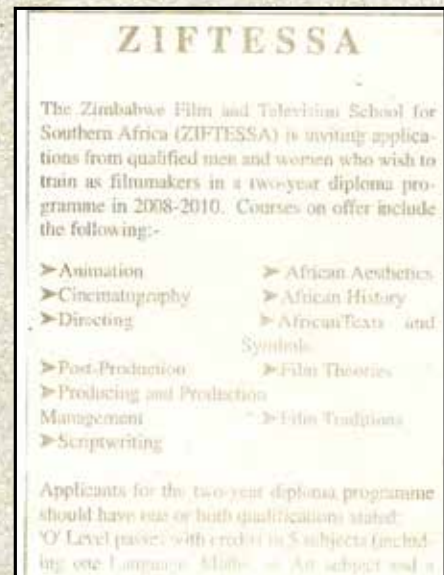 ZIFTESSA
The Zimbabwe Film and Television School for
Southern Africa (ZIFTESSA) is inviting applica-
tions from qualified men and women who wish to
train as filmmakers in a two-year diploma pro-
gramme in 2008-2010. Courses on offer include
the following:-
➤Animation ➤African Aesthetics
➤Cinematography ➤African History
➤Directing ➤AfricanTexts and
Symbols
➤Post-Production ➤Film Theories
➤Producing and Production
Management ➤Film Traditions
➤Scriptwriting
Applicants for the two-year diploma programme
should have one or both qualifications stated:
'O' Level passes with credits in 5 subjects (includ-
ing one Language, Maths, an Art subject and a